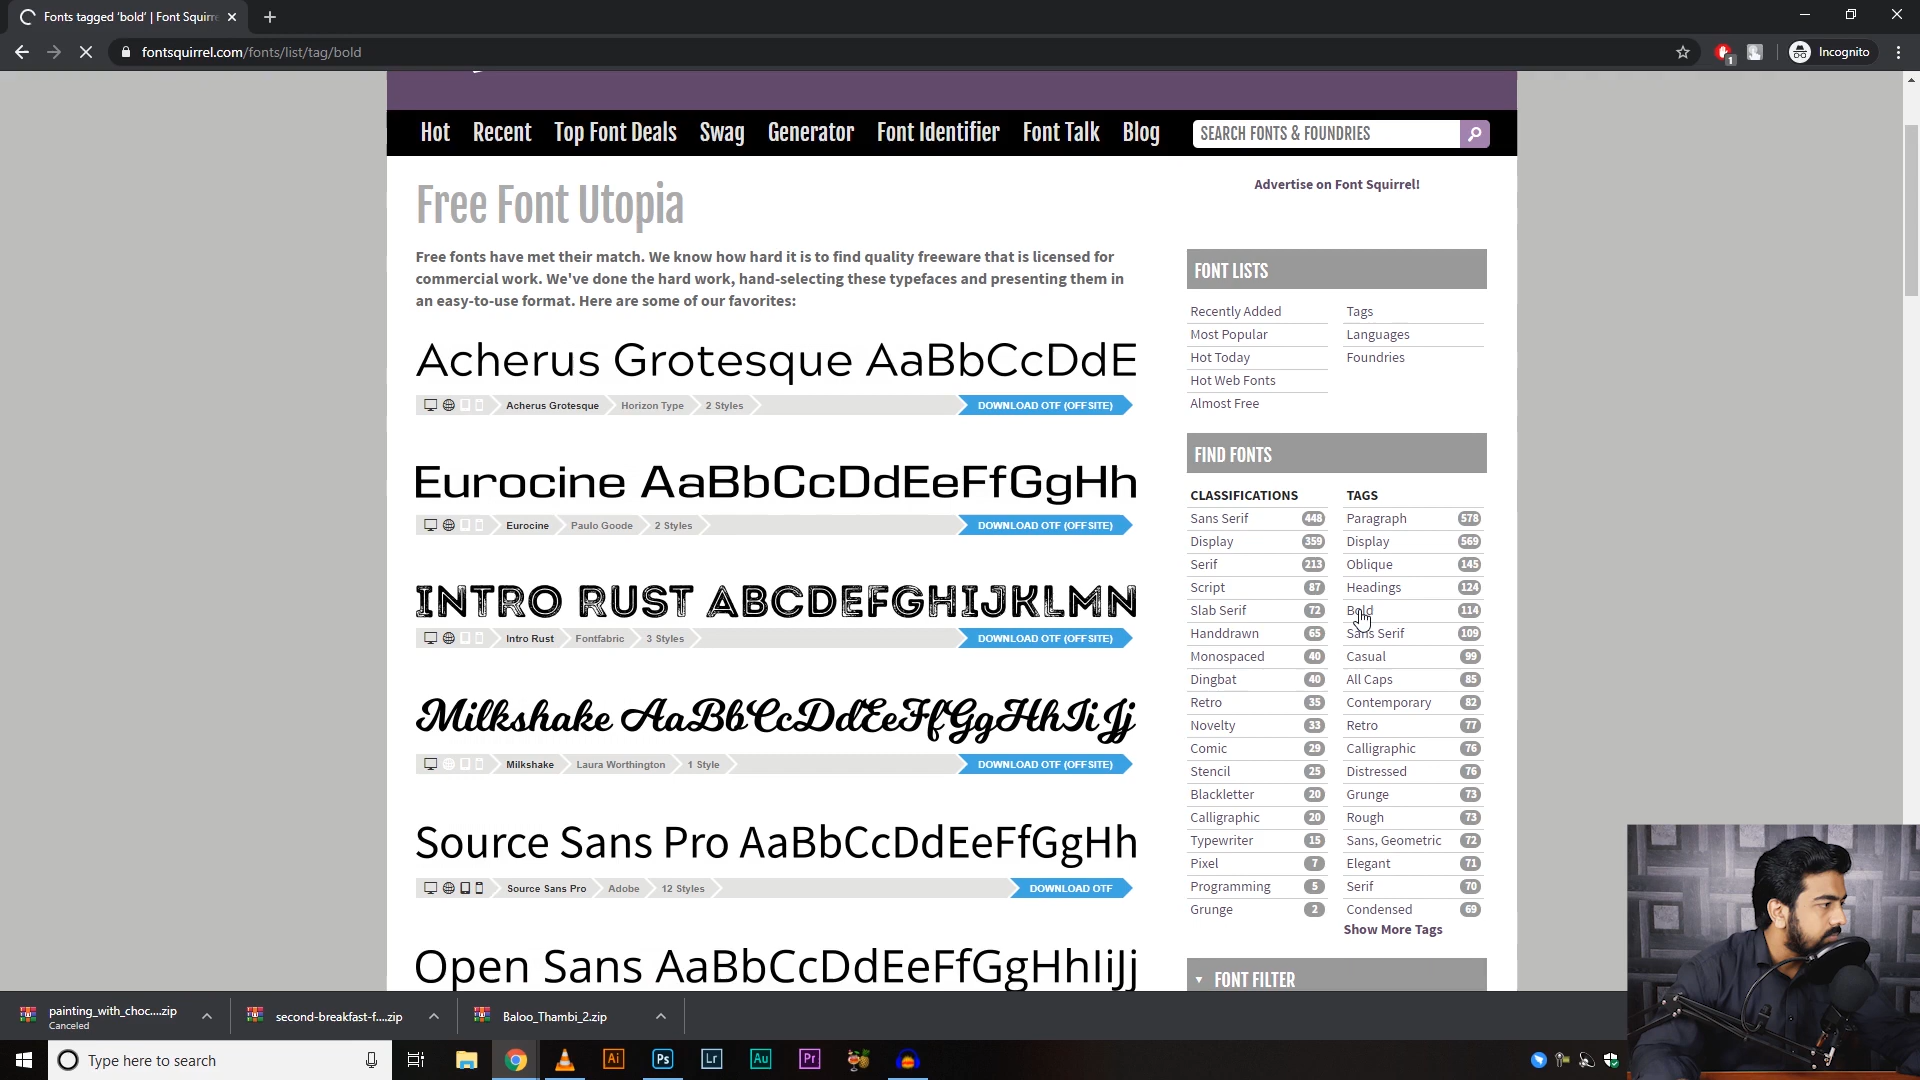 Fonts tagged 'bold' | Font Squirre
fontsquirrel.com/fonts/list/tag/bold
1
Incognito
Hot Recent Top Font Deals Swag Generator Font Identifier Font Talk Blog
SEARCH FONTS & FOUNDRIES
Free Font Utopia
Free fonts have met their match. We know how hard it is to find quality freeware that is licensed for
commercial work. We've done the hard work, hand-selecting these typefaces and presenting them in
an easy-to-use format. Here are some of our favorites:
Acherus Grotesque AaBbCcDdE
Acherus Grotesque Horizon Type 2 Styles DOWNLOAD OTF (OFFSITE)
Eurocine AaBbCcDdEeFfGgHh
Eurocine Paulo Goode 2 Styles DOWNLOAD OTF (OFFSITE)
INTRO RUST ABCDEFGHIJKLMN
Intro Rust Fontfabric 3 Styles DOWNLOAD OTF (OFFSITE)
Milkshake AaBbCcDdEeFfGgHhIiJj
Milkshake Laura Worthington 1 Style DOWNLOAD OTF (OFFSITE)
Source Sans Pro AaBbCcDdEeFfGgHh
Source Sans Pro Adobe 12 Styles DOWNLOAD OTF
Open Sans AaBbCcDdEeFfGgHhIiJj
Advertise on Font Squirrel!
FONT LISTS
Recently Added Tags
Most Popular Languages
Hot Today Foundries
Hot Web Fonts
Almost Free
FIND FONTS
CLASSIFICATIONS TAGS
Sans Serif 448 Paragraph 578
Display 359 Display 569
Serif 213 Oblique 145
Script 87 Headings 124
Slab Serif 72 Bold 114
Handdrawn 65 Sans Serif 109
Monospaced 40 Casual 99
Dingbat 40 All Caps 85
Retro 35 Contemporary 82
Novelty 33 Retro 77
Comic 29 Calligraphic 76
Stencil 25 Distressed 76
Blackletter 20 Grunge 73
Calligraphic 20 Rough 73
Typewriter 15 Sans, Geometric 72
Pixel 7 Elegant 71
Programming 5 Serif 70
Grunge 2 Condensed 69
Show More Tags
FONT FILTER
painting_with_choc....zip
Canceled
second-breakfast-f....zip
Baloo_Thambi_2.zip
Type here to search
Ai Ps Lr Au Pr